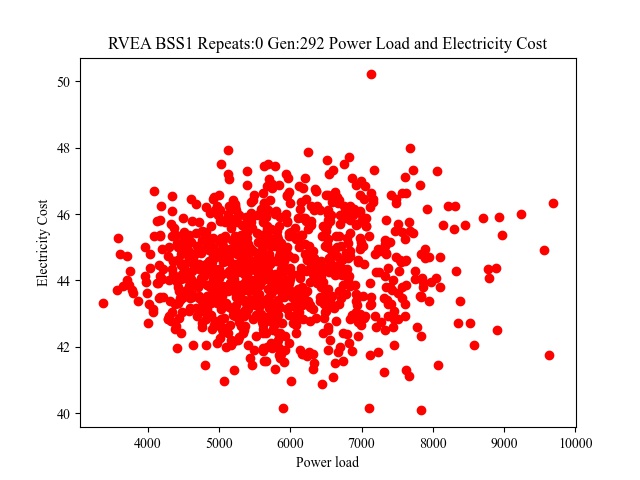 RVEA BSS1 Repeats:0 Gen:292 Power Load and Electricity Cost
50
48
46
44
42
40
Electricity Cost
4000 5000 6000 7000 8000 9000 10000
Power load